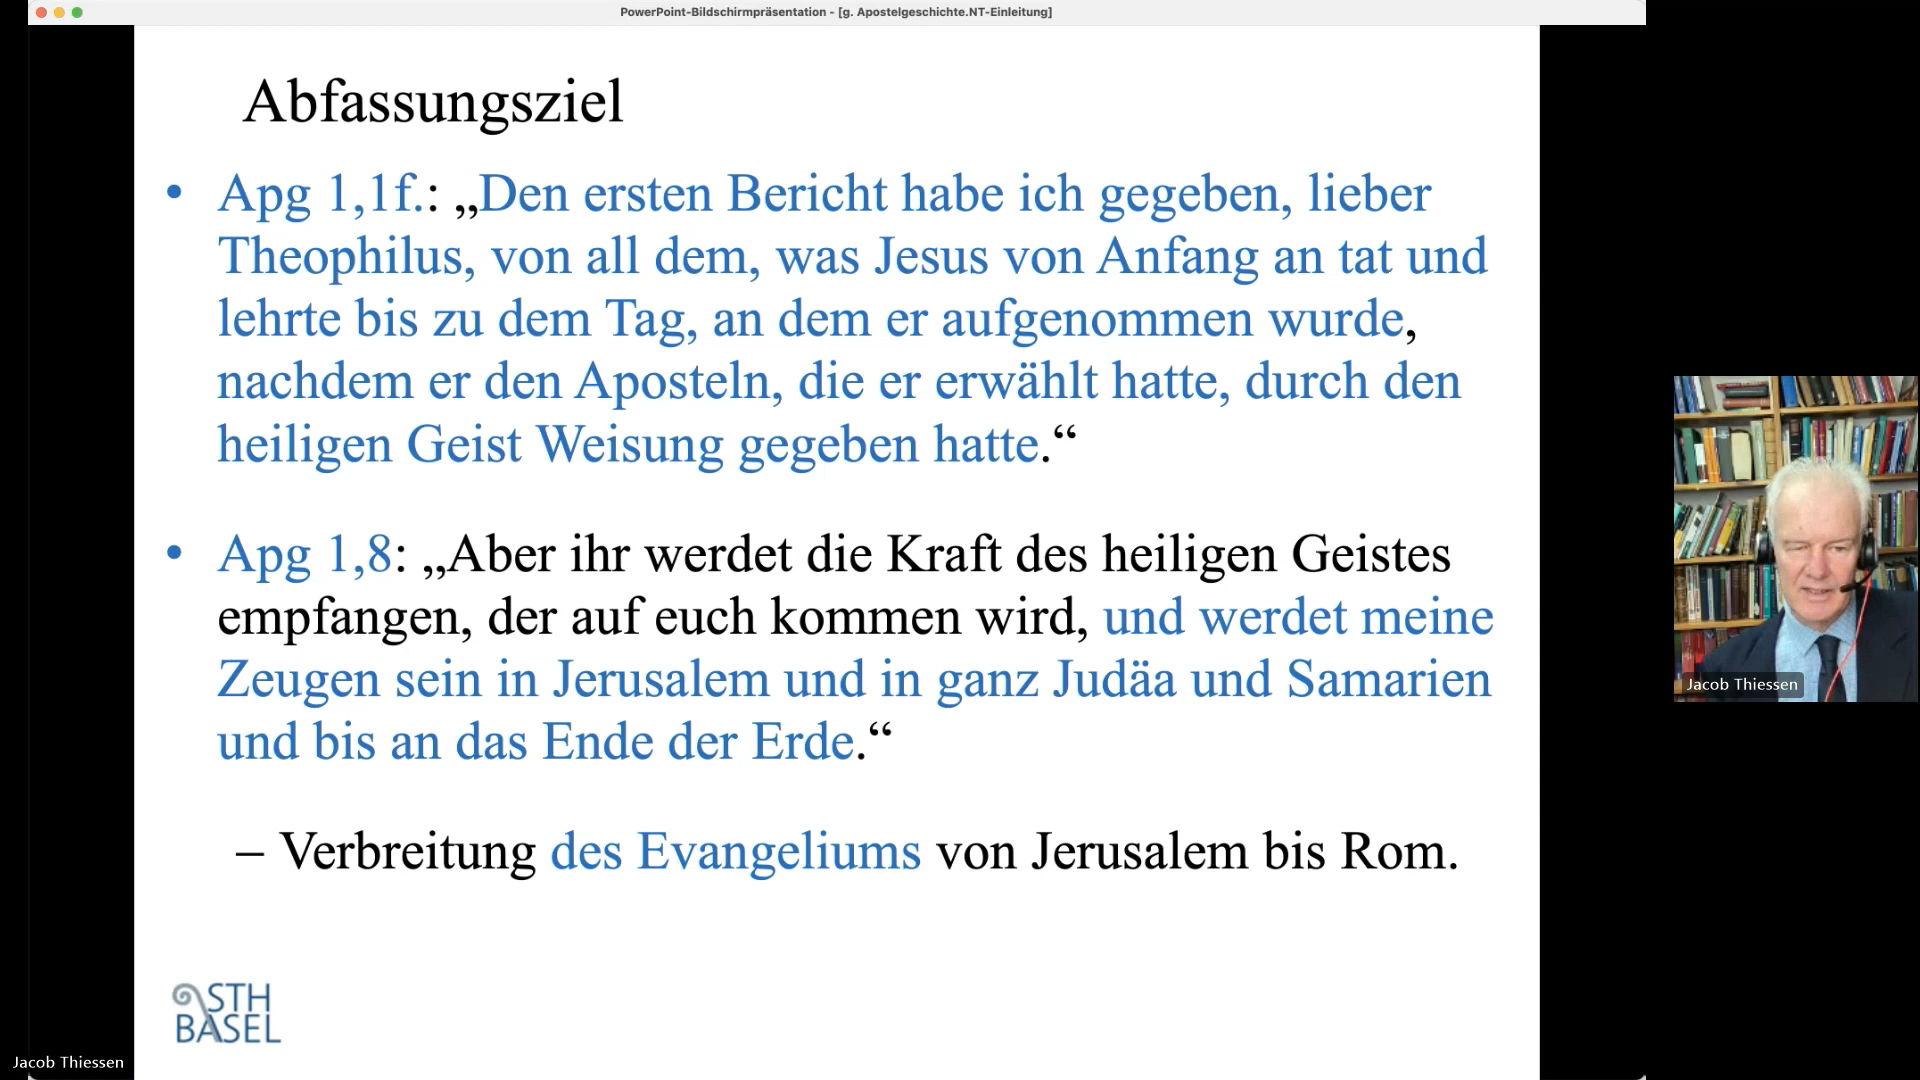 PowerPoint-Bildschirmpräsentation - [g. Apostelgeschichte.NT-Einleitung]
Abfassungsziel
• Apg 1,1f.: „Den ersten Bericht habe ich gegeben, lieber
Theophilus, von all dem, was Jesus von Anfang an tat und
lehrte bis zu dem Tag, an dem er aufgenommen wurde,
nachdem er den Aposteln, die er erwählt hatte, durch den
heiligen Geist Weisung gegeben hatte.“
• Apg 1,8: „Aber ihr werdet die Kraft des heiligen Geistes
empfangen, der auf euch kommen wird, und werdet meine
Zeugen sein in Jerusalem und in ganz Judäa und Samarien
und bis an das Ende der Erde.“
– Verbreitung des Evangeliums von Jerusalem bis Rom.
STH
BASEL
Jacob Thiessen
Jacob Thiessen